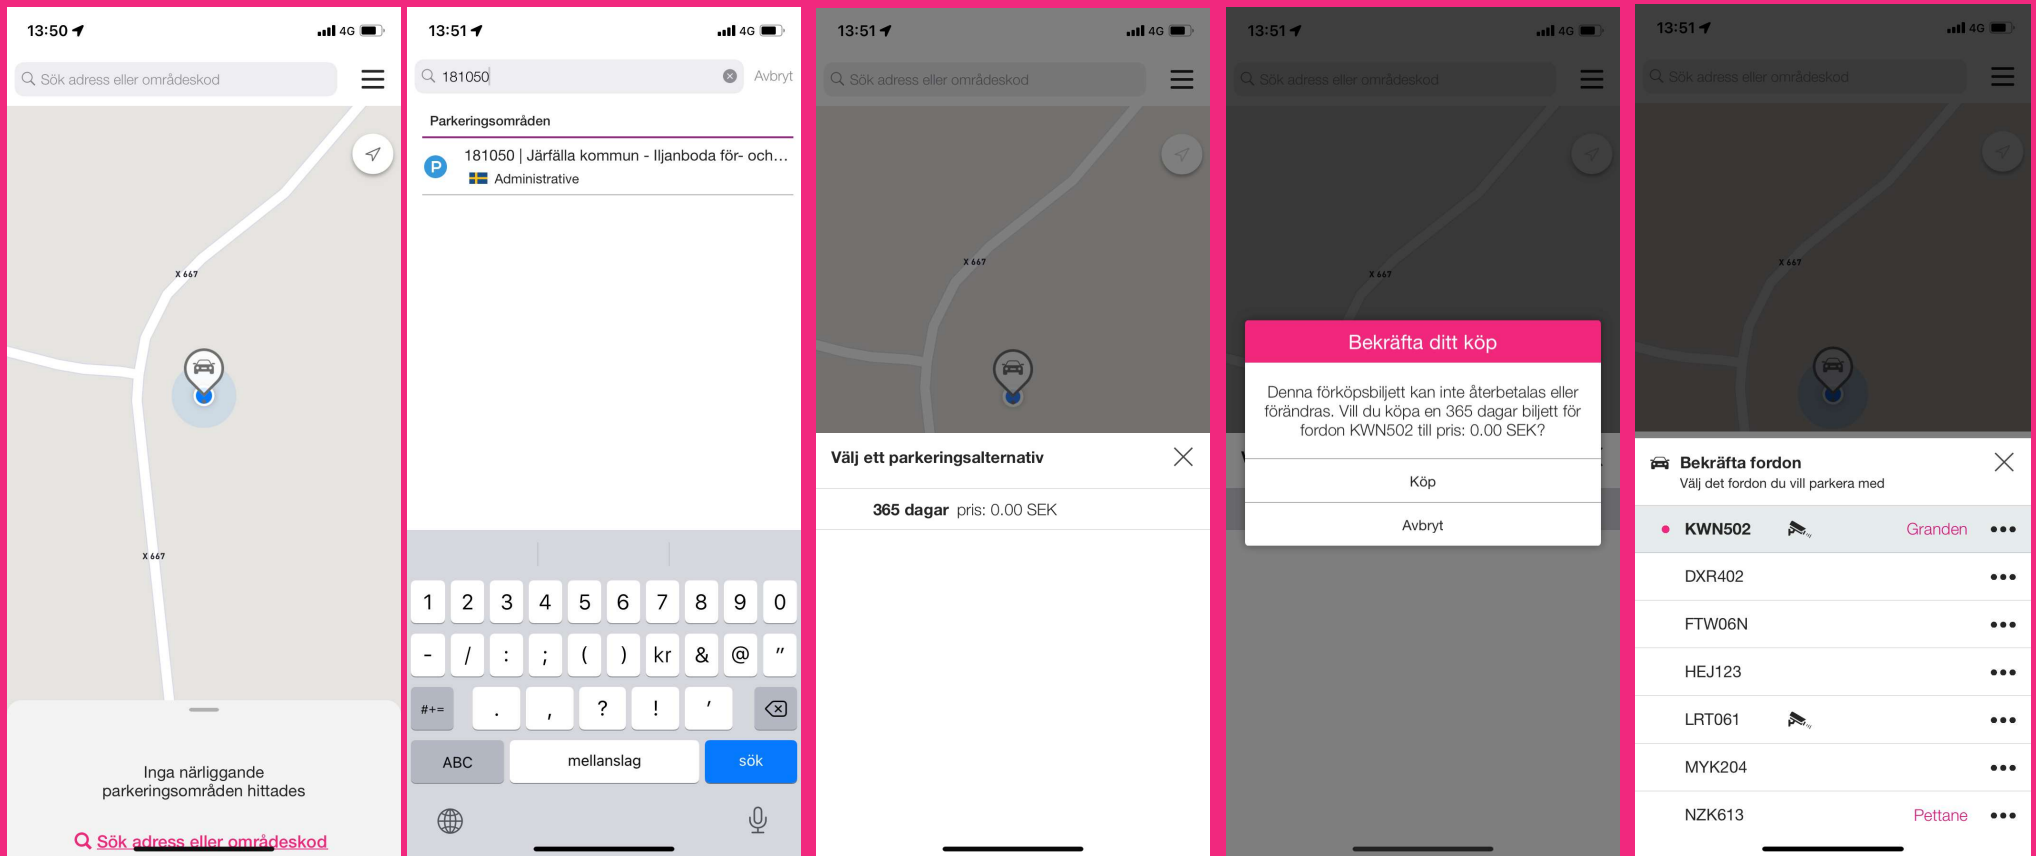 13:50
4G
Sök adress eller områdeskod
X 667
X 667
Inga närliggande
parkeringsområden hittades
Sök adress eller områdeskod
13:51
4G
181050
Avbryt
Parkeringsområden
P
181050 | Järfälla kommun - Iljanboda för- och...
Administrative
1 2 3 4 5 6 7 8 9 0
- / : ; ( ) kr & @ "
#+= . , ? ! '
ABC mellanslag sök
13:51
4G
Sök adress eller områdeskod
X 667
Välj ett parkeringsalternativ
365 dagar pris: 0.00 SEK
13:51
4G
Sök adress eller områdeskod
X 667
Bekräfta ditt köp
Denna förköpsbiljett kan inte återbetalas eller
förändras. Vill du köpa en 365 dagar biljett för
fordon KWN502 till pris: 0.00 SEK?
Köp
Avbryt
13:51
4G
Sök adress eller områdeskod
X 667
Bekräfta fordon
Välj det fordon du vill parkera med
KWN502 Granden
DXR402
FTW06N
HEJ123
LRT061
MYK204
NZK613 Pettane